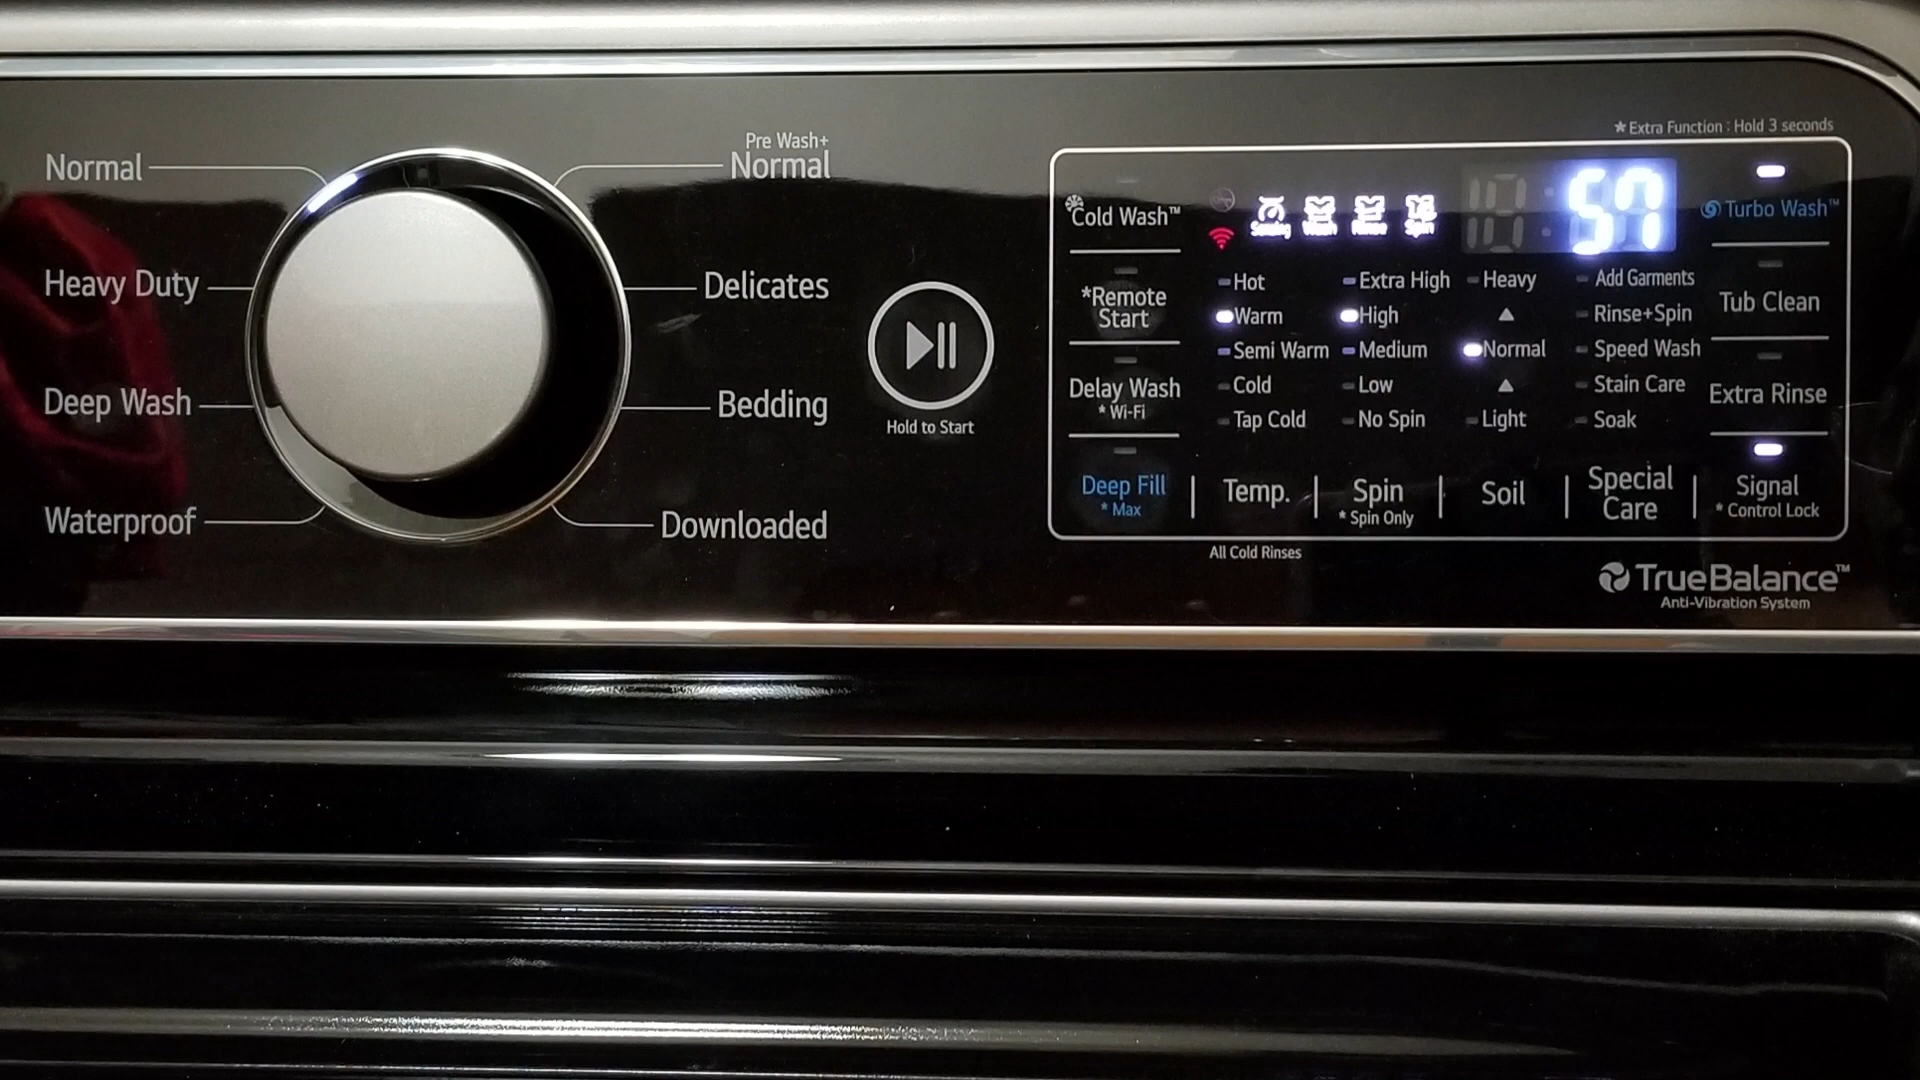 Normal
Heavy Duty
Deep Wash
Waterproof
Pre Wash+
Normal
Delicates
Bedding
Downloaded
Hold to Start
*Extra Function : Hold 3 seconds
Cold Wash™
*Remote
Start
Delay Wash
* Wi-Fi
Deep Fill
* Max
Sensing Wash Rinse Spin
57
Hot
Warm
Semi Warm
Cold
Tap Cold
Temp.
Extra High
High
Medium
Low
No Spin
Spin
* Spin Only
Heavy
Normal
Light
Soil
Add Garments
Rinse+Spin
Speed Wash
Stain Care
Soak
Special
Care
Turbo Wash™
Tub Clean
Extra Rinse
Signal
* Control Lock
All Cold Rinses
TrueBalance™
Anti-Vibration System